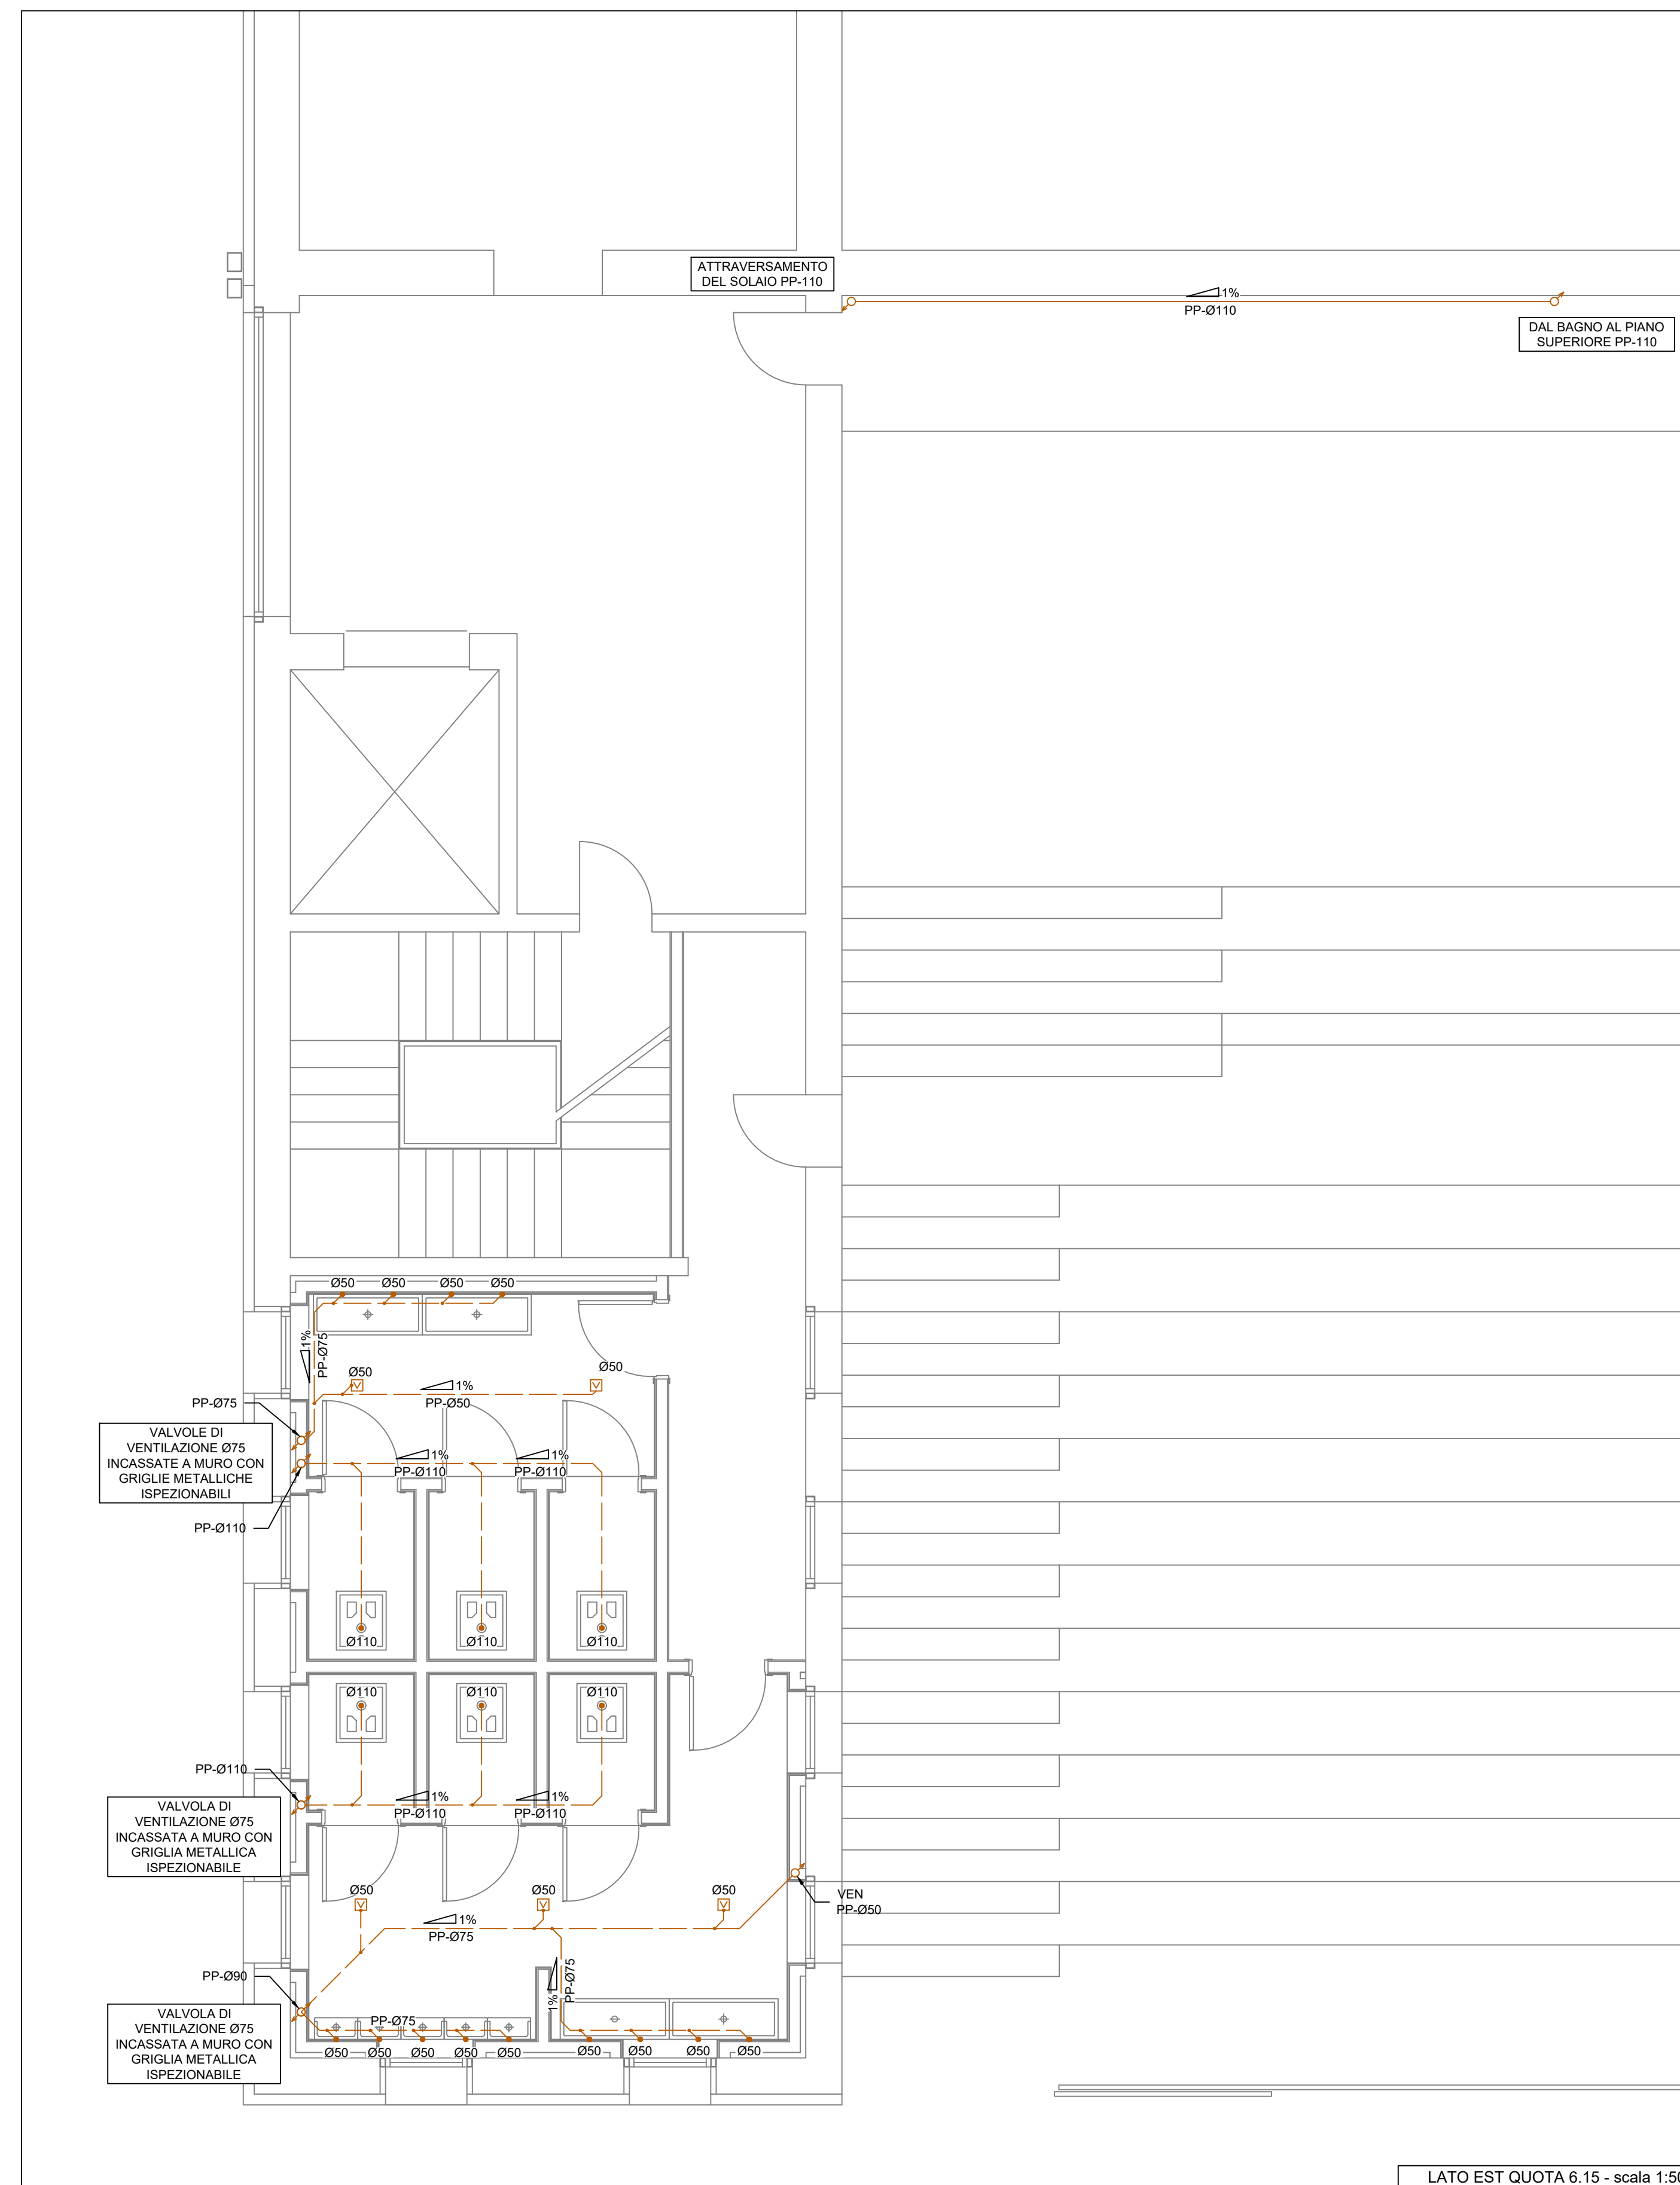 ATTRAVERSAMENTO
DEL SOLAIO PP-110
1%
PP-Ø110
DAL BAGNO AL PIANO
SUPERIORE PP-110
Ø50
Ø50
Ø50
Ø50
1%
PP-Ø75
Ø50
Ø50
1%
PP-Ø50
PP-Ø75
VALVOLE DI
VENTILAZIONE Ø75
INCASSATE A MURO CON
GRIGLIE METALLICHE
ISPEZIONABILI
1%
PP-Ø110
1%
PP-Ø110
PP-Ø110
Ø110
Ø110
Ø110
Ø110
Ø110
Ø110
PP-Ø110
1%
PP-Ø110
1%
PP-Ø110
VALVOLA DI
VENTILAZIONE Ø75
INCASSATA A MURO CON
GRIGLIA METALLICA
ISPEZIONABILE
Ø50
Ø50
Ø50
VEN
PP-Ø50
1%
PP-Ø75
1%
PP-Ø75
PP-Ø90
VALVOLA DI
VENTILAZIONE Ø75
INCASSATA A MURO CON
GRIGLIA METALLICA
ISPEZIONABILE
PP-Ø75
Ø50
Ø50
Ø50
Ø50
Ø50
Ø50
Ø50
Ø50
Ø50
LATO EST QUOTA 6.15 - scala 1:50